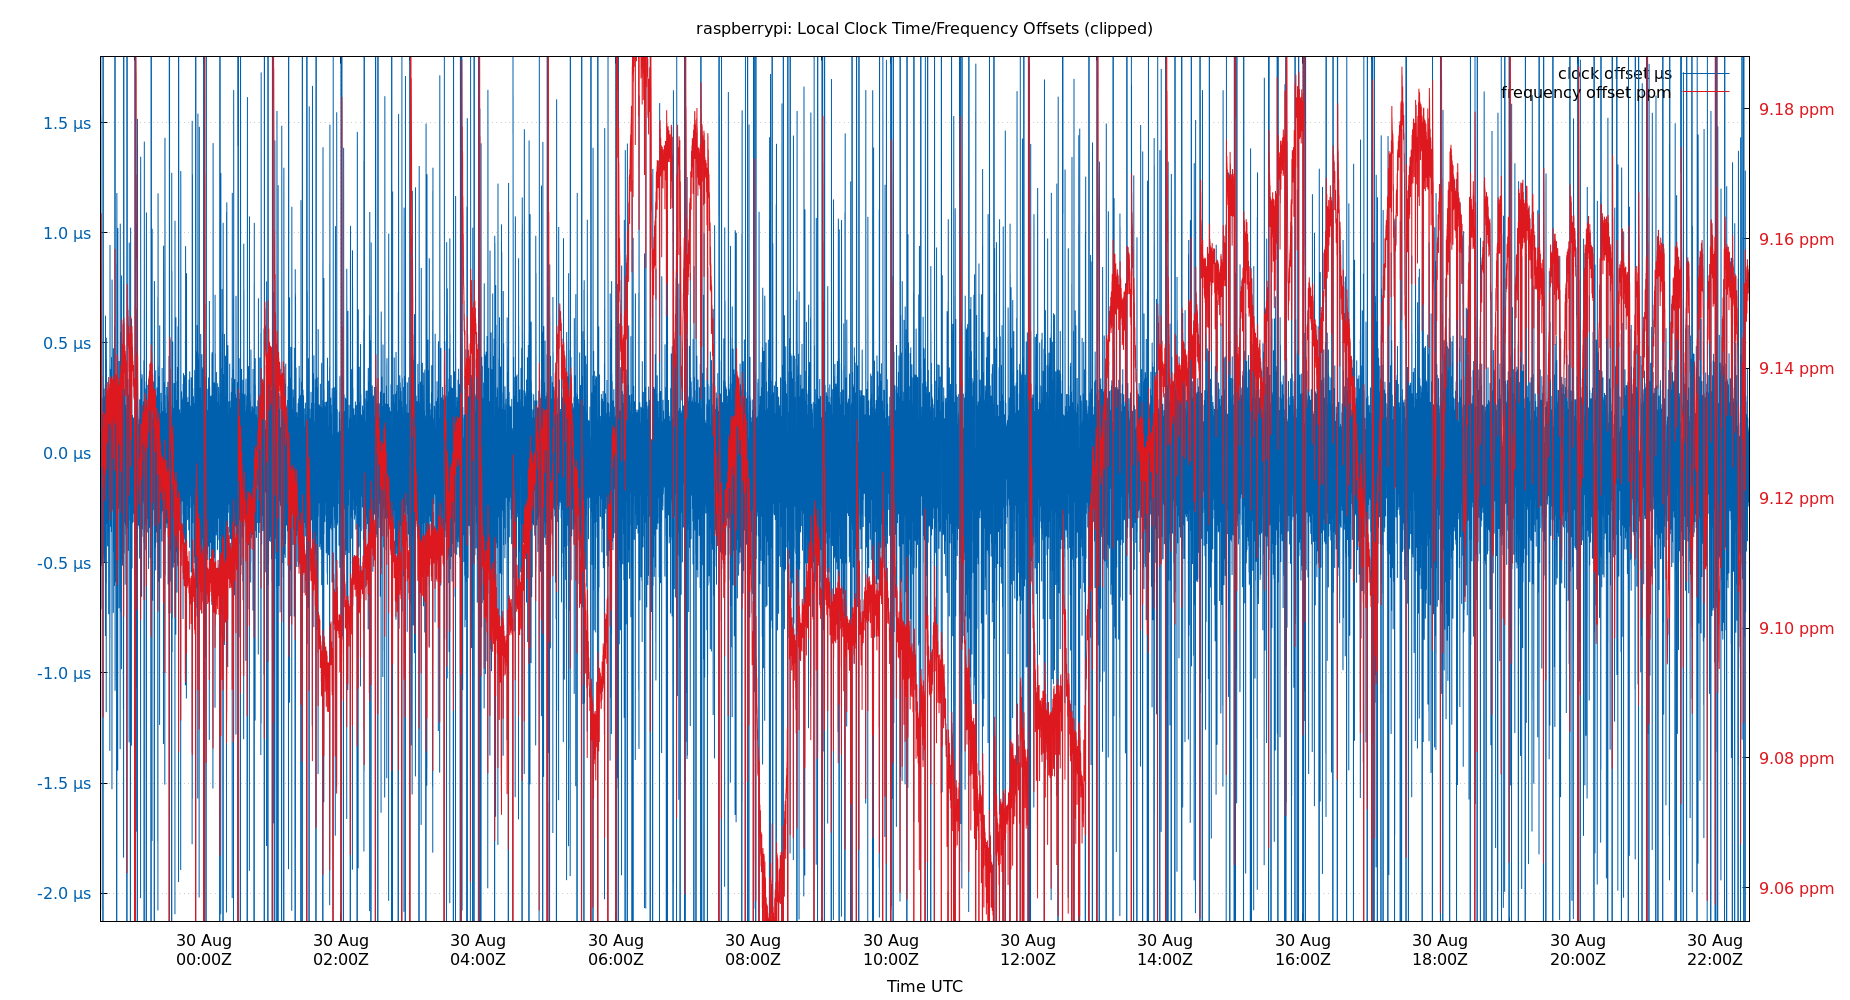 raspberrypi: Local Clock Time/Frequency Offsets (clipped)
clock offset µs
frequency offset ppm
1.5 µs
1.0 µs
0.5 µs
0.0 µs
-0.5 µs
-1.0 µs
-1.5 µs
-2.0 µs
9.18 ppm
9.16 ppm
9.14 ppm
9.12 ppm
9.10 ppm
9.08 ppm
9.06 ppm
30 Aug 30 Aug 30 Aug 30 Aug 30 Aug 30 Aug 30 Aug 30 Aug 30 Aug 30 Aug 30 Aug 30 Aug
00:00Z 02:00Z 04:00Z 06:00Z 08:00Z 10:00Z 12:00Z 14:00Z 16:00Z 18:00Z 20:00Z 22:00Z
Time UTC